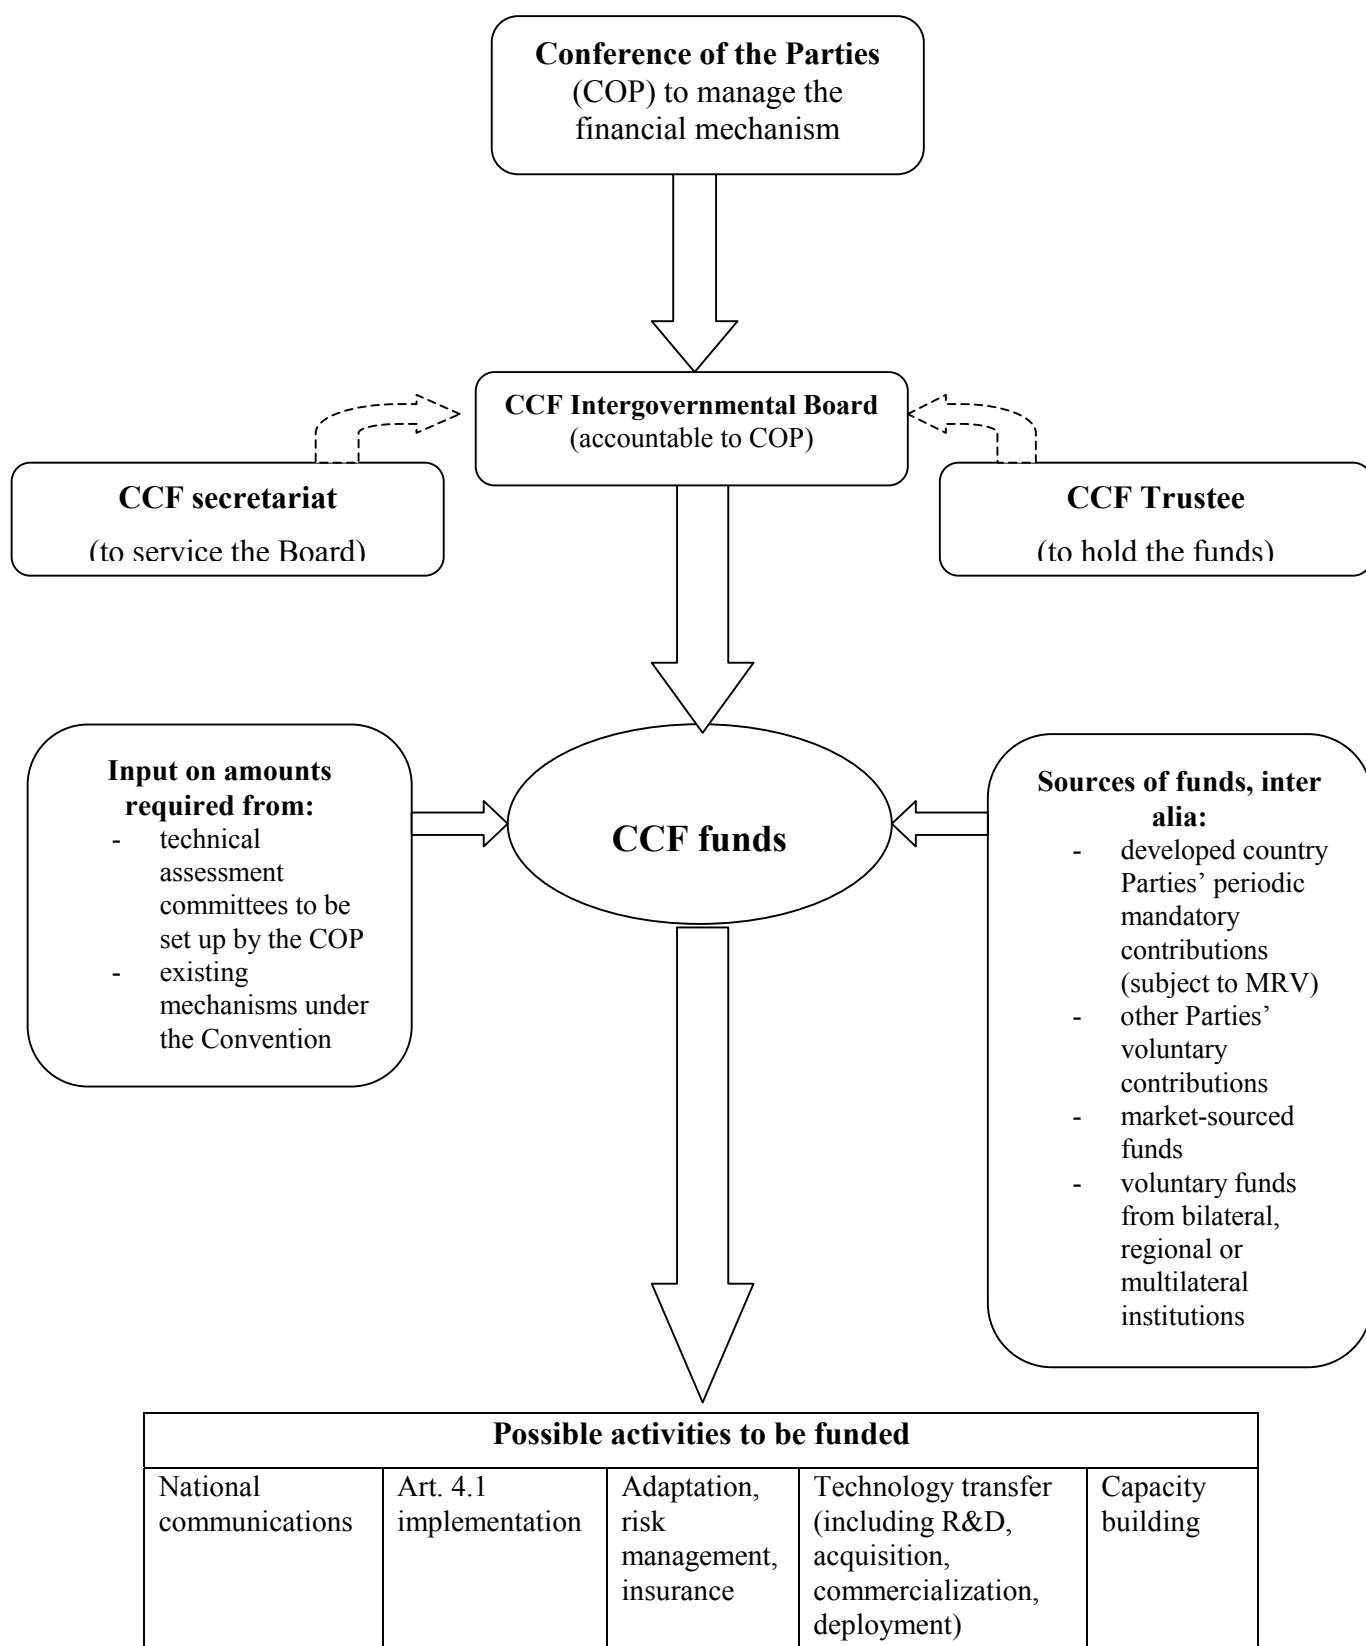 Conference of the Parties
(COP) to manage the
financial mechanism
CCF Intergovernmental Board
(accountable to COP)
CCF secretariat
(to service the Board)
CCF Trustee
(to hold the funds)
Input on amounts
required from:
- technical
assessment
committees to be
set up by the COP
- existing
mechanisms under
the Convention
CCF funds
Sources of funds, inter
alia:
- developed country
Parties’ periodic
mandatory
contributions
(subject to MRV)
- other Parties’
voluntary
contributions
- market-sourced
funds
- voluntary funds
from bilateral,
regional or
multilateral
institutions
Possible activities to be funded
National
communications
Art. 4.1
implementation
Adaptation,
risk
management,
insurance
Technology transfer
(including R&D,
acquisition,
commercialization,
deployment)
Capacity
building